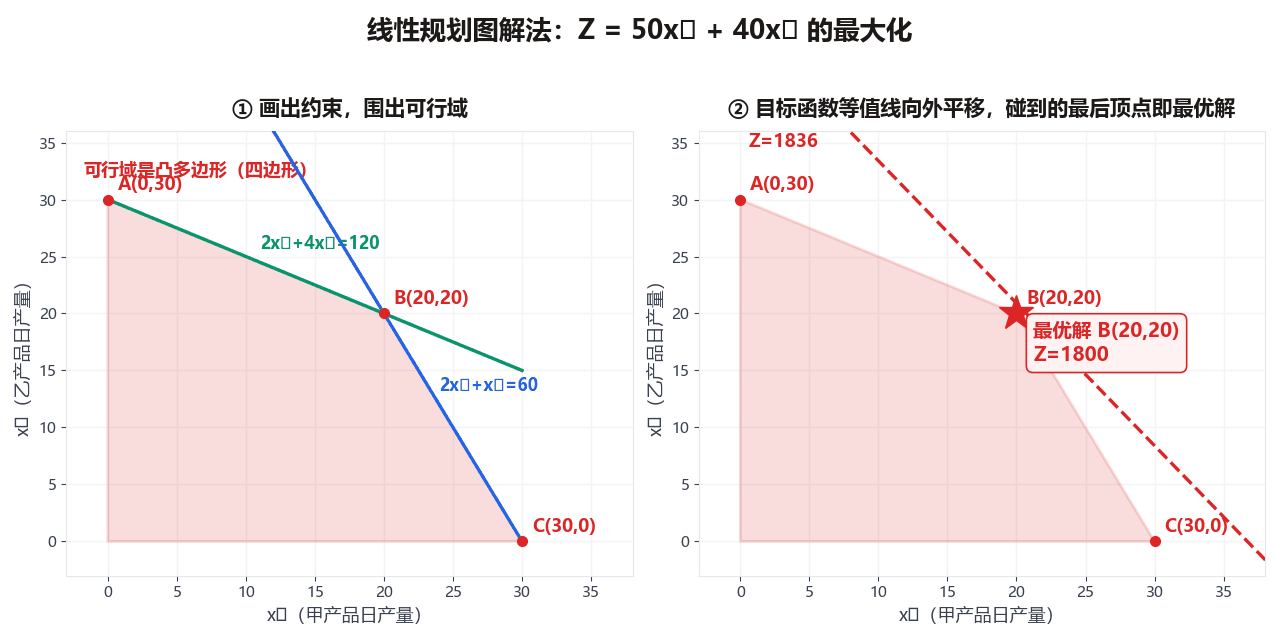 线性规划图解法：Z = 50x▯ + 40x▯ 的最大化
① 画出约束，围出可行域
可行域是凸多边形（四边形）
A(0,30)
2x▯+4x▯=120
B(20,20)
2x▯+x▯=60
C(30,0)
35
30
25
20
15
10
5
0
0 5 10 15 20 25 30 35
x▯（甲产品日产量）
x▯（乙产品日产量）
② 目标函数等值线向外平移，碰到的最后顶点即最优解
Z=1836
A(0,30)
B(20,20)
最优解 B(20,20)
Z=1800
C(30,0)
35
30
25
20
15
10
5
0
0 5 10 15 20 25 30 35
x▯（甲产品日产量）
x▯（乙产品日产量）